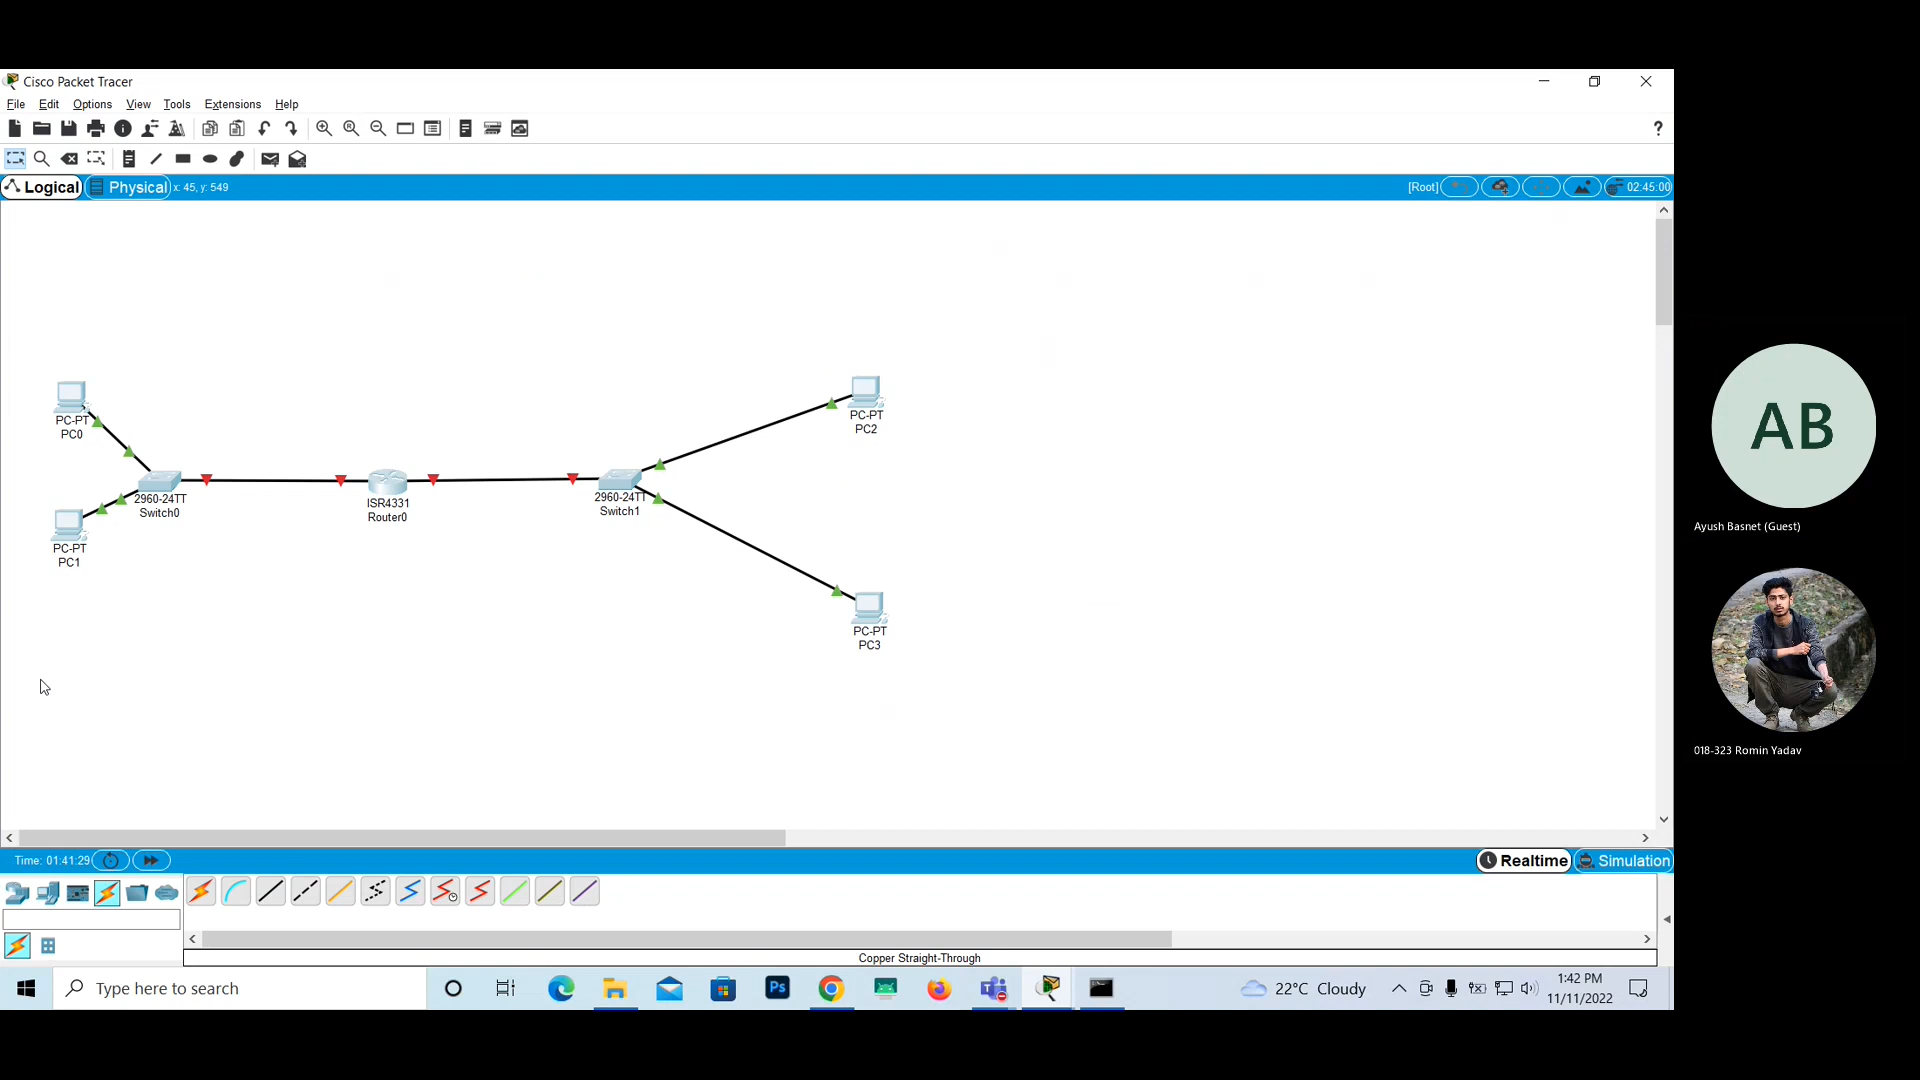 Cisco Packet Tracer
File Edit Options View Tools Extensions Help
?
Logical Physical x: 45, y: 549 [Root] 02:45:00
PC-PT
PC0
PC-PT
PC1
2960-24TT
Switch0
ISR4331
Router0
2960-24TT
Switch1
PC-PT
PC2
PC-PT
PC3
AB
Ayush Basnet (Guest)
018-323 Romin Yadav
Time: 01:41:29 Realtime Simulation
Copper Straight-Through
Type here to search
Ps
22°C Cloudy
1:42 PM
11/11/2022